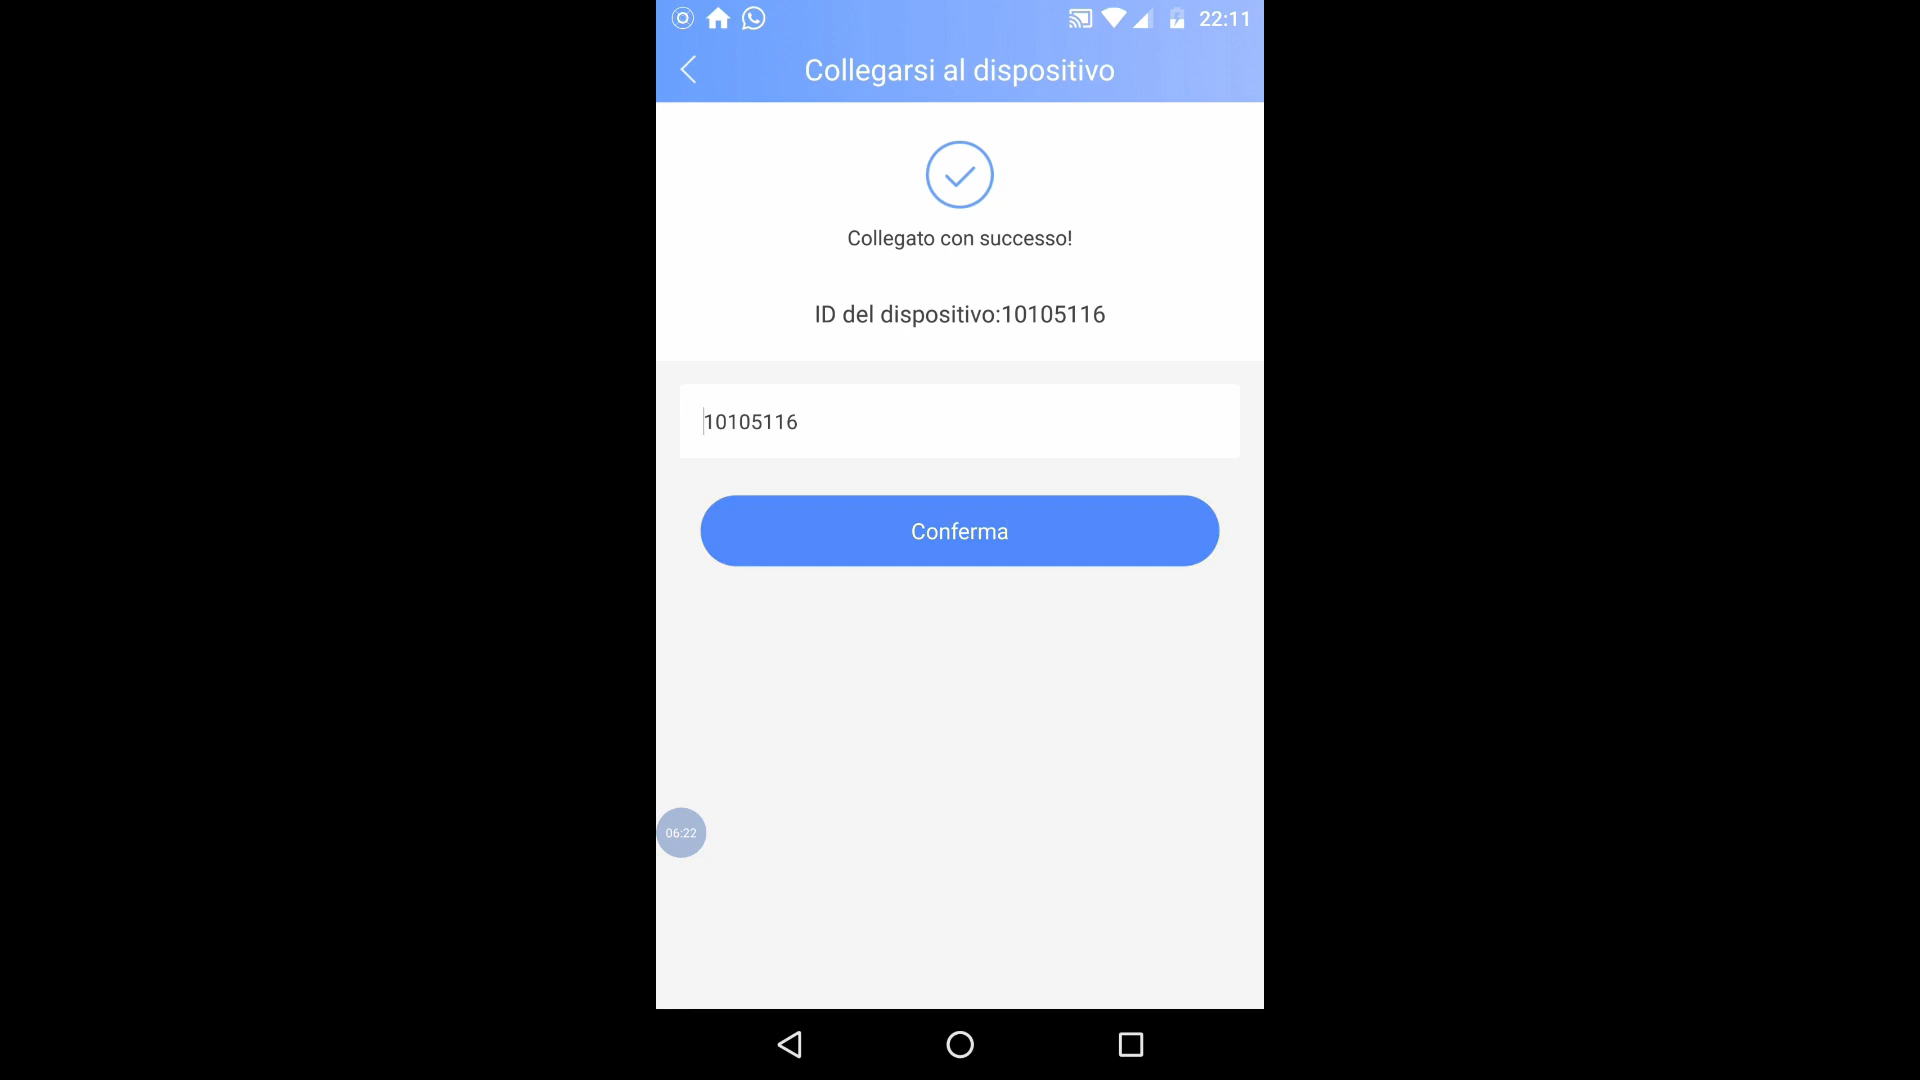 22:11
Collegarsi al dispositivo
Collegato con successo!
ID del dispositivo:10105116
10105116
Conferma
06:22